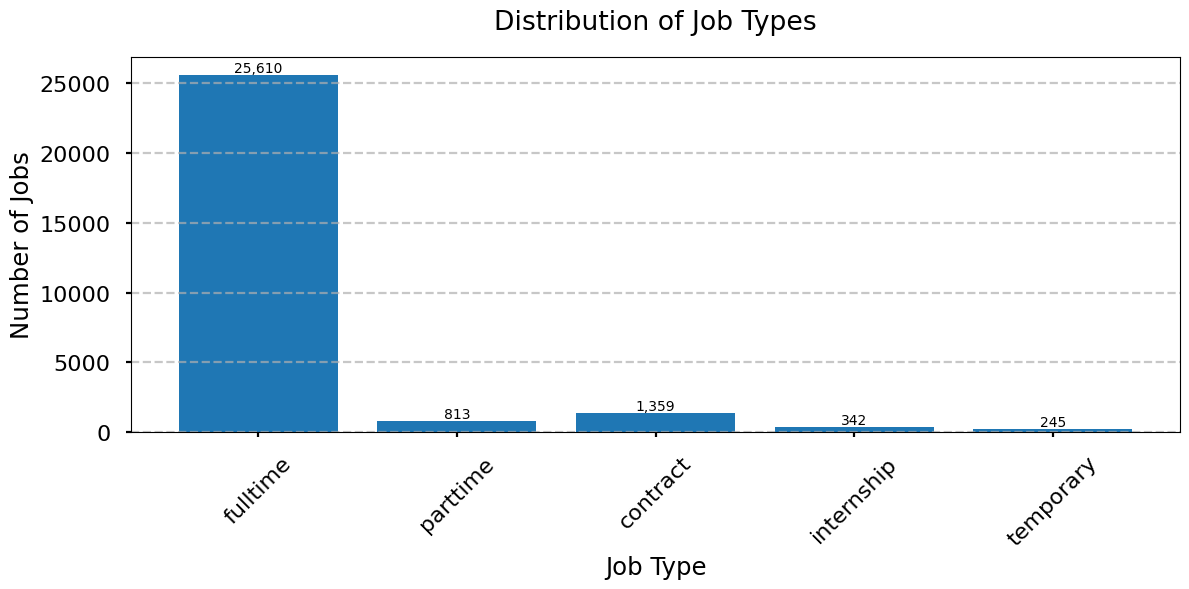 Distribution of Job Types
Number of Jobs
25000
20000
15000
10000
5000
0
25,610
813
1,359
342
245
fulltime
parttime
contract
internship
temporary
Job Type